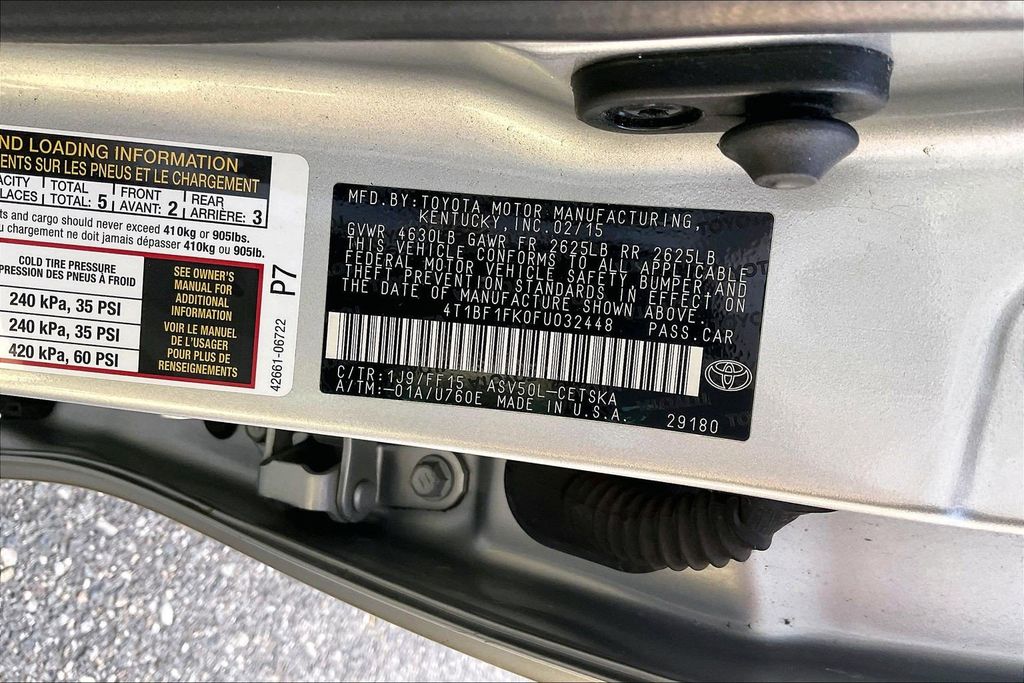 ND LOADING INFORMATION
ENTS SUR LES PNEUS ET LE CHARGEMENT
ACITY TOTAL FRONT REAR
LACES TOTAL: 5 AVANT: 2 ARRIÈRE: 3
ts and cargo should never exceed 410kg or 905lbs.
u chargement ne doit jamais dépasser 410kg ou 905lb.
COLD TIRE PRESSURE
PRESSION DES PNEUS À FROID
240 kPa, 35 PSI
240 kPa, 35 PSI
420 kPa, 60 PSI
SEE OWNER'S
MANUAL FOR
ADDITIONAL
INFORMATION
VOIR LE MANUEL
DE L'USAGER
POUR PLUS DE
RENSEIGNEMENTS
P7
42661-06722
MFD. BY: TOYOTA MOTOR MANUFACTURING,
KENTUCKY, INC. 02/15
GVWR 4630LB GAWR FR 2625LB RR 2625LB
THIS VEHICLE CONFORMS TO ALL APPLICABLE
FEDERAL MOTOR VEHICLE SAFETY, BUMPER, AND
THEFT PREVENTION STANDARDS IN EFFECT ON
THE DATE OF MANUFACTURE SHOWN ABOVE.
4T1BF1FK0FU032448 PASS. CAR
C/TR: 1J9/FF15 ASV50L-CETSKA
A/TM: -01A/U760E MADE IN U.S.A. 29180